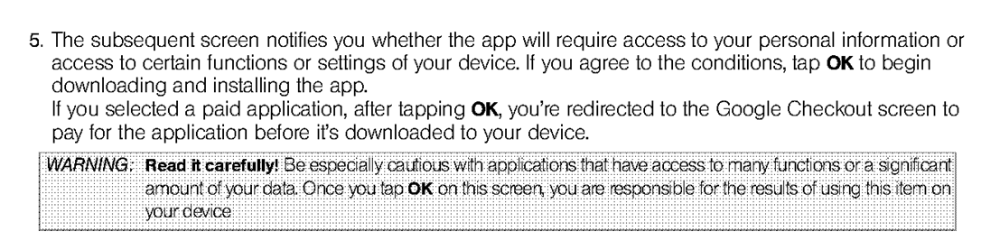 5. The subsequent screen notifies you whether the app will require access to your personal information or
access to certain functions or settings of your device. If you agree to the conditions, tap OK to begin
downloading and installing the app.
If you selected a paid application, after tapping OK, you're redirected to the Google Checkout screen to
pay for the application before it's downloaded to your device.
WARNING: Read it carefully! Be especially cautious with applications that have access to many functions or a significant
amount of your data. Once you tap OK on this screen, you are responsible for the results of using this item on
your device